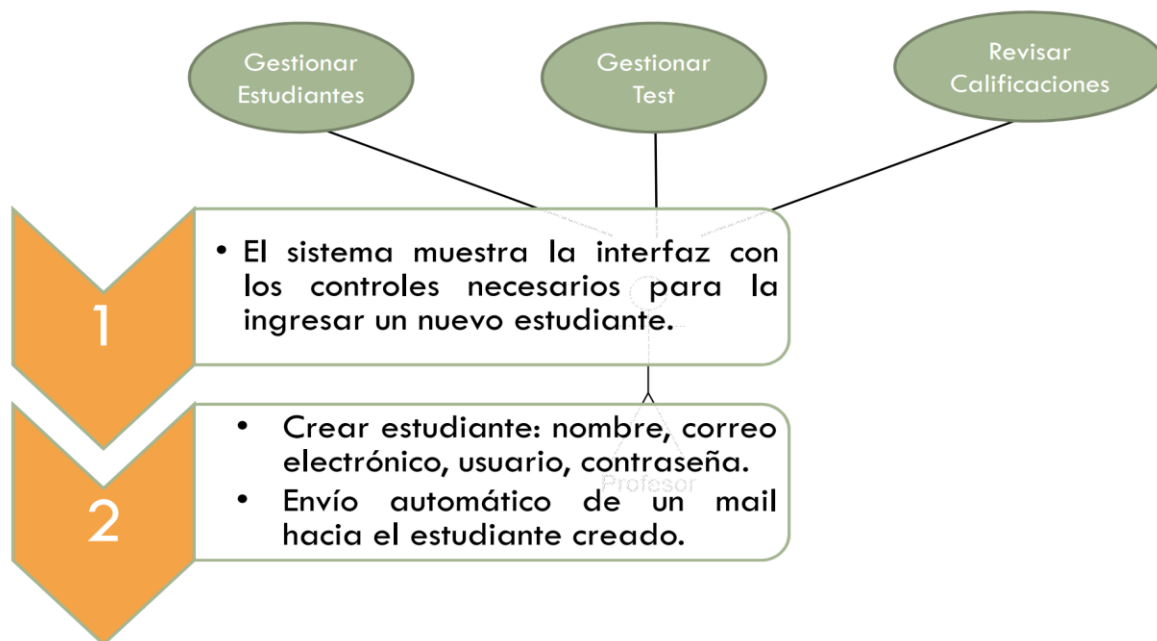 Gestionar
Estudiantes
Gestionar
Test
Revisar
Calificaciones
1
• El sistema muestra la interfaz con
los controles necesarios para la
ingresar un nuevo estudiante.
2
• Crear estudiante: nombre, correo
electrónico, usuario, contraseña.
Profesor
• Envío automático de un mail
hacia el estudiante creado.